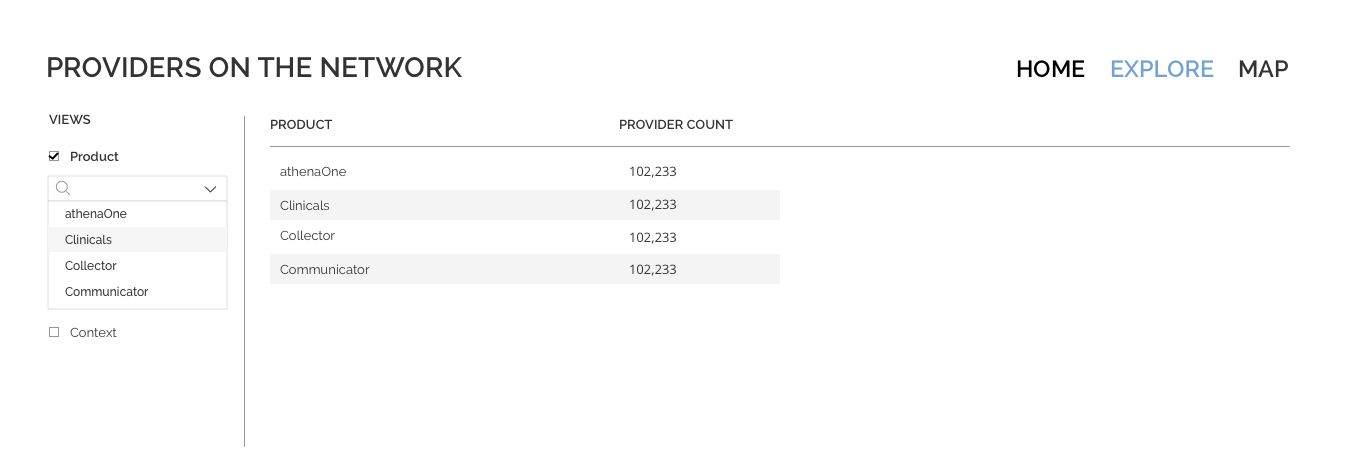 PROVIDERS ON THE NETWORK
HOME EXPLORE MAP
VIEWS
Product
athenaOne
Clinicals
Collector
Communicator
Context
PRODUCT PROVIDER COUNT
athenaOne 102,233
Clinicals 102,233
Collector 102,233
Communicator 102,233